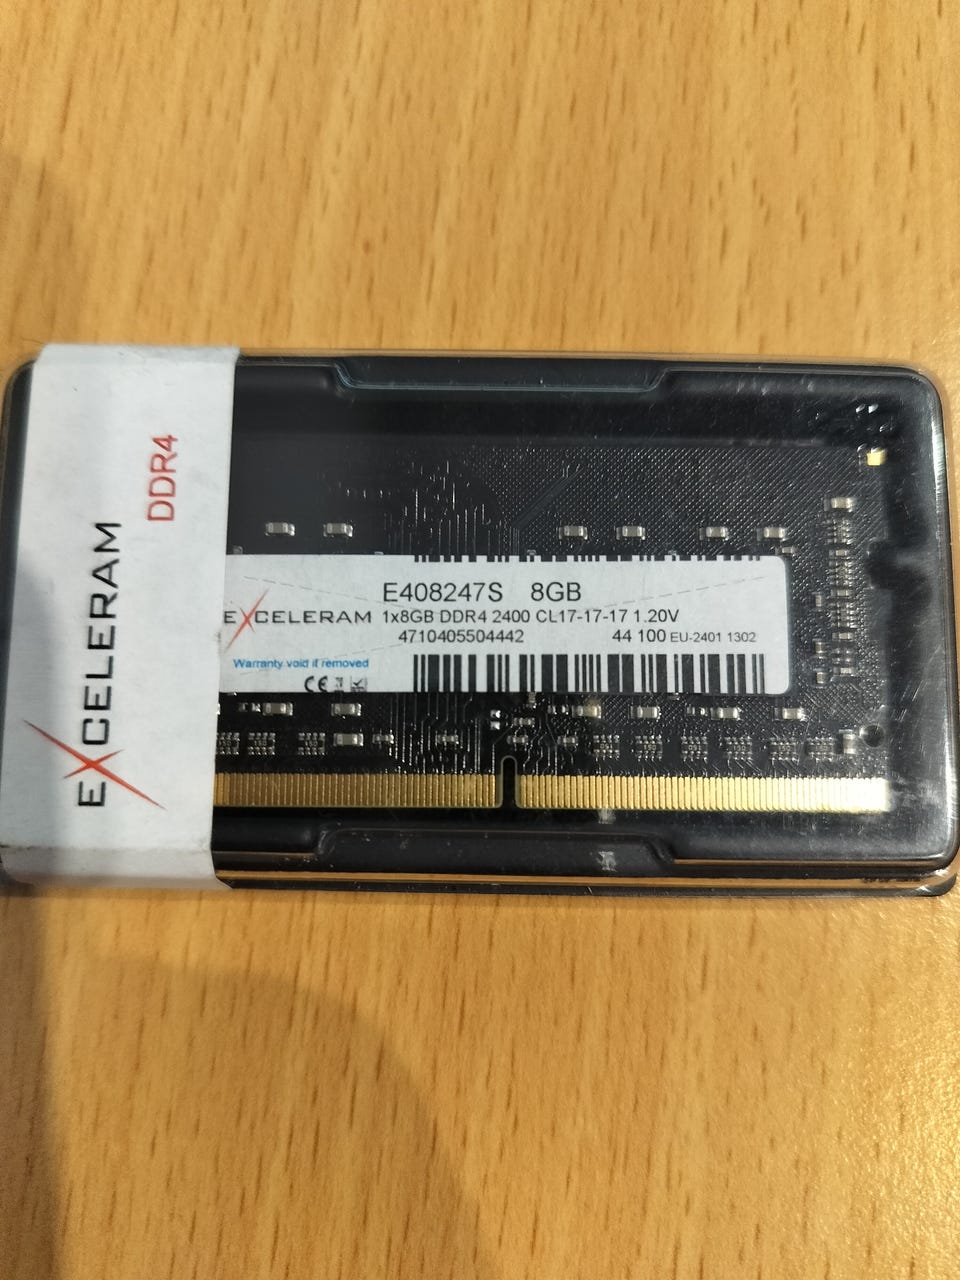 EXCELERAM
DDR4
E408247S 8GB
EXCELERAM 1x8GB DDR4 2400 CL17-17-17 1.20V
4710405504442 44 100 EU-2401 1302
Warranty void if removed
CE